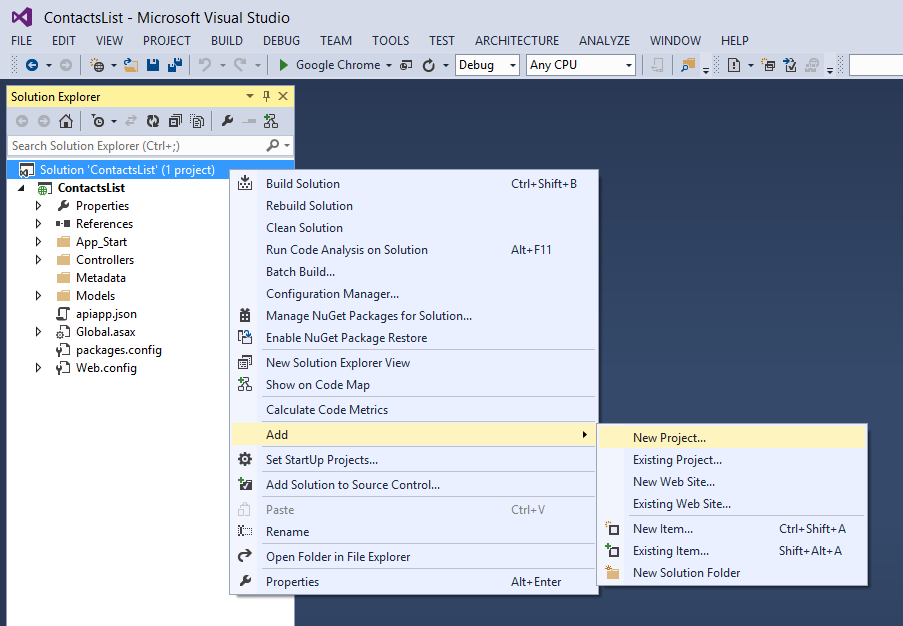 ContactsList - Microsoft Visual Studio
FILE EDIT VIEW PROJECT BUILD DEBUG TEAM TOOLS TEST ARCHITECTURE ANALYZE WINDOW HELP
Google Chrome Debug Any CPU
Solution Explorer
Search Solution Explorer (Ctrl+;)
Solution 'ContactsList' (1 project)
ContactsList
Properties
References
App_Start
Controllers
Metadata
Models
apiapp.json
Global.asax
packages.config
Web.config
Build Solution Ctrl+Shift+B
Rebuild Solution
Clean Solution
Run Code Analysis on Solution Alt+F11
Batch Build...
Configuration Manager...
Manage NuGet Packages for Solution...
Enable NuGet Package Restore
New Solution Explorer View
Show on Code Map
Calculate Code Metrics
Add
Set StartUp Projects...
Add Solution to Source Control...
Paste Ctrl+V
Rename
Open Folder in File Explorer
Properties Alt+Enter
New Project...
Existing Project...
New Web Site...
Existing Web Site...
New Item... Ctrl+Shift+A
Existing Item... Shift+Alt+A
New Solution Folder